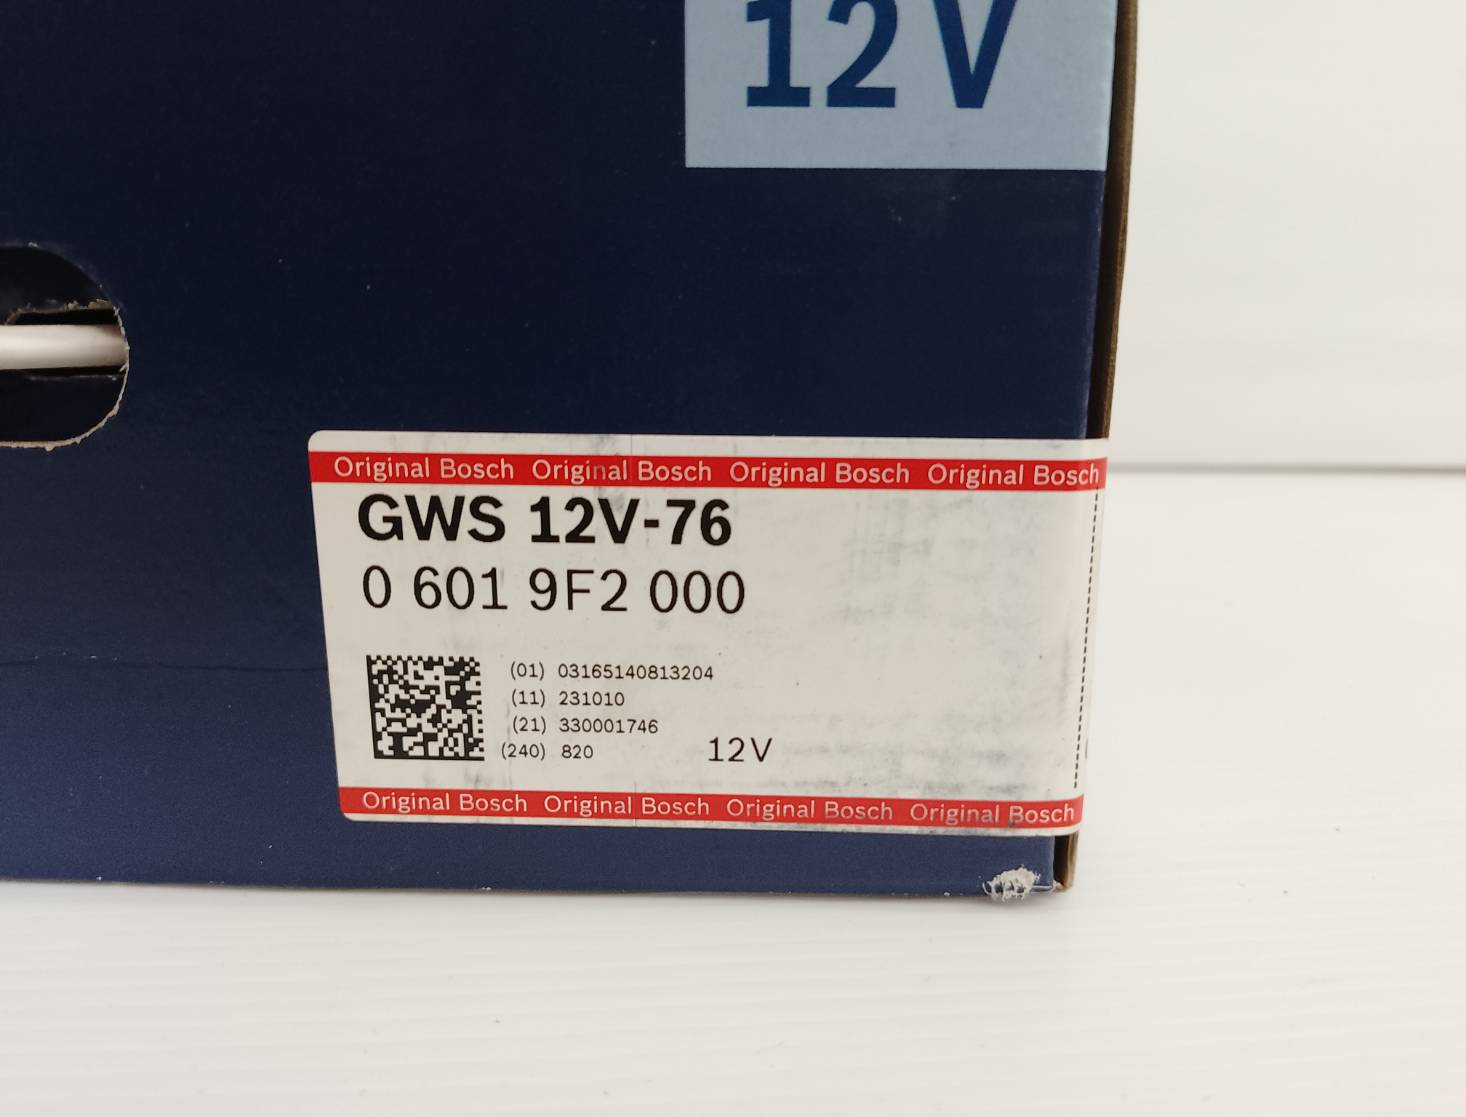 12V
Original Bosch Original Bosch Original Bosch Original Bosch
GWS 12V-76
0 601 9F2 000
(01) 03165140813204
(11) 231010
(21) 330001746
(240) 820 12V
Original Bosch Original Bosch Original Bosch Original Bosch